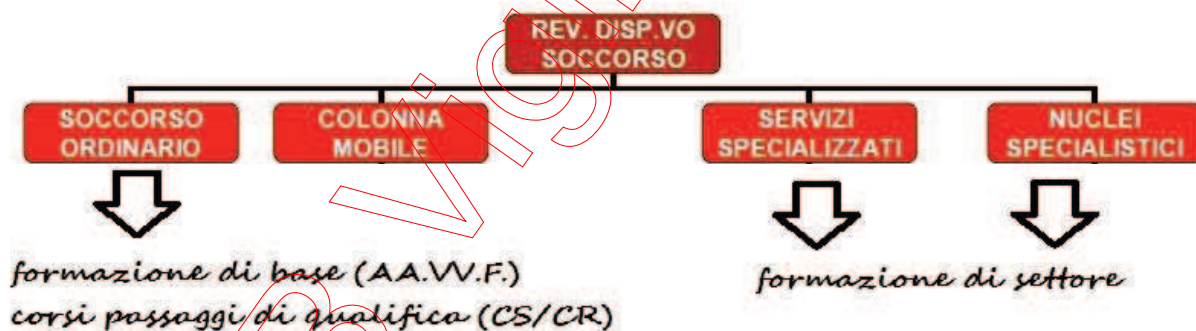 REV. DISP.VO
SOCCORSO
SOCCORSO
ORDINARIO
COLONNA
MOBILE
SERVIZI
SPECIALIZZATI
NUCLEI
SPECIALISTICI
formazione di base (AA.VV.F.)
corsi passaggi di qualifica (CS/CR)
formazione di settore